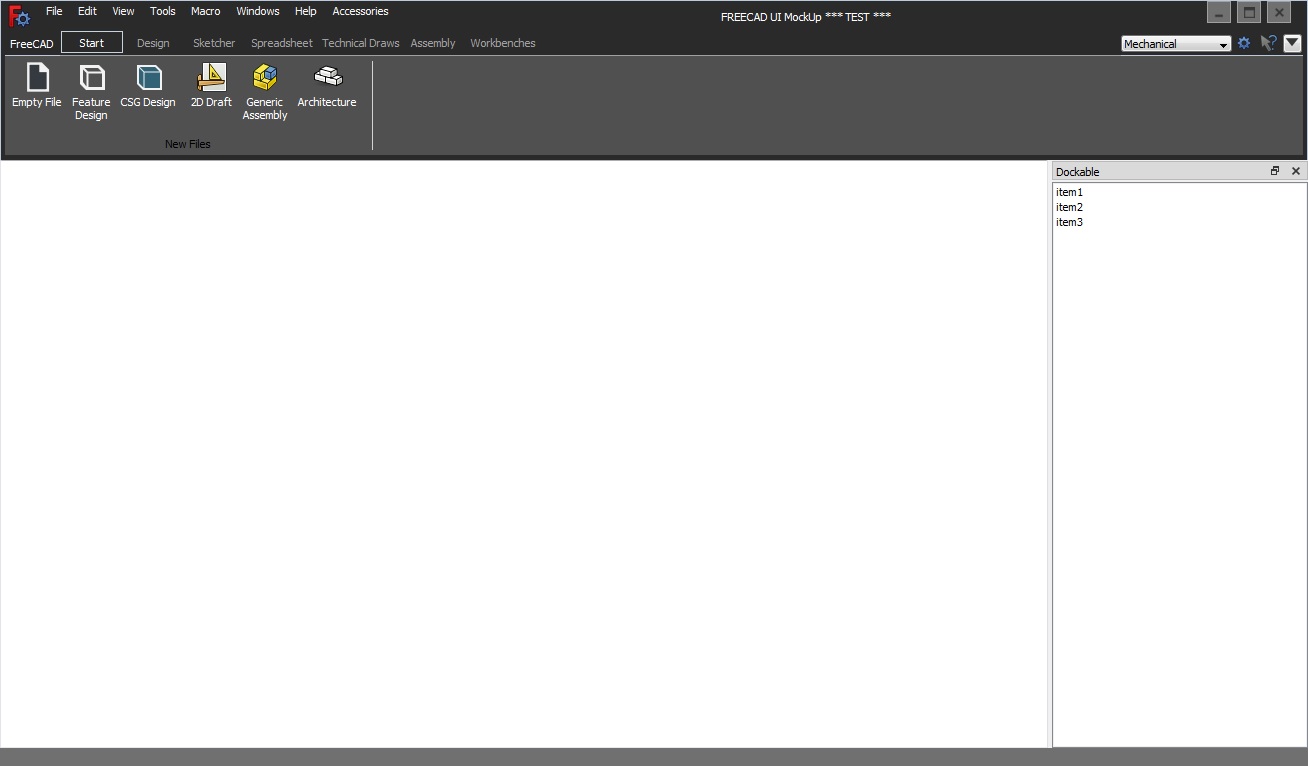 File Edit View Tools Macro Windows Help Accessories
FREECAD UI MockUp *** TEST ***
FreeCAD Start Design Sketcher Spreadsheet Technical Draws Assembly Workbenches
Mechanical
Empty File
Feature
Design
CSG Design
2D Draft
Generic
Assembly
Architecture
New Files
Dockable
item1
item2
item3